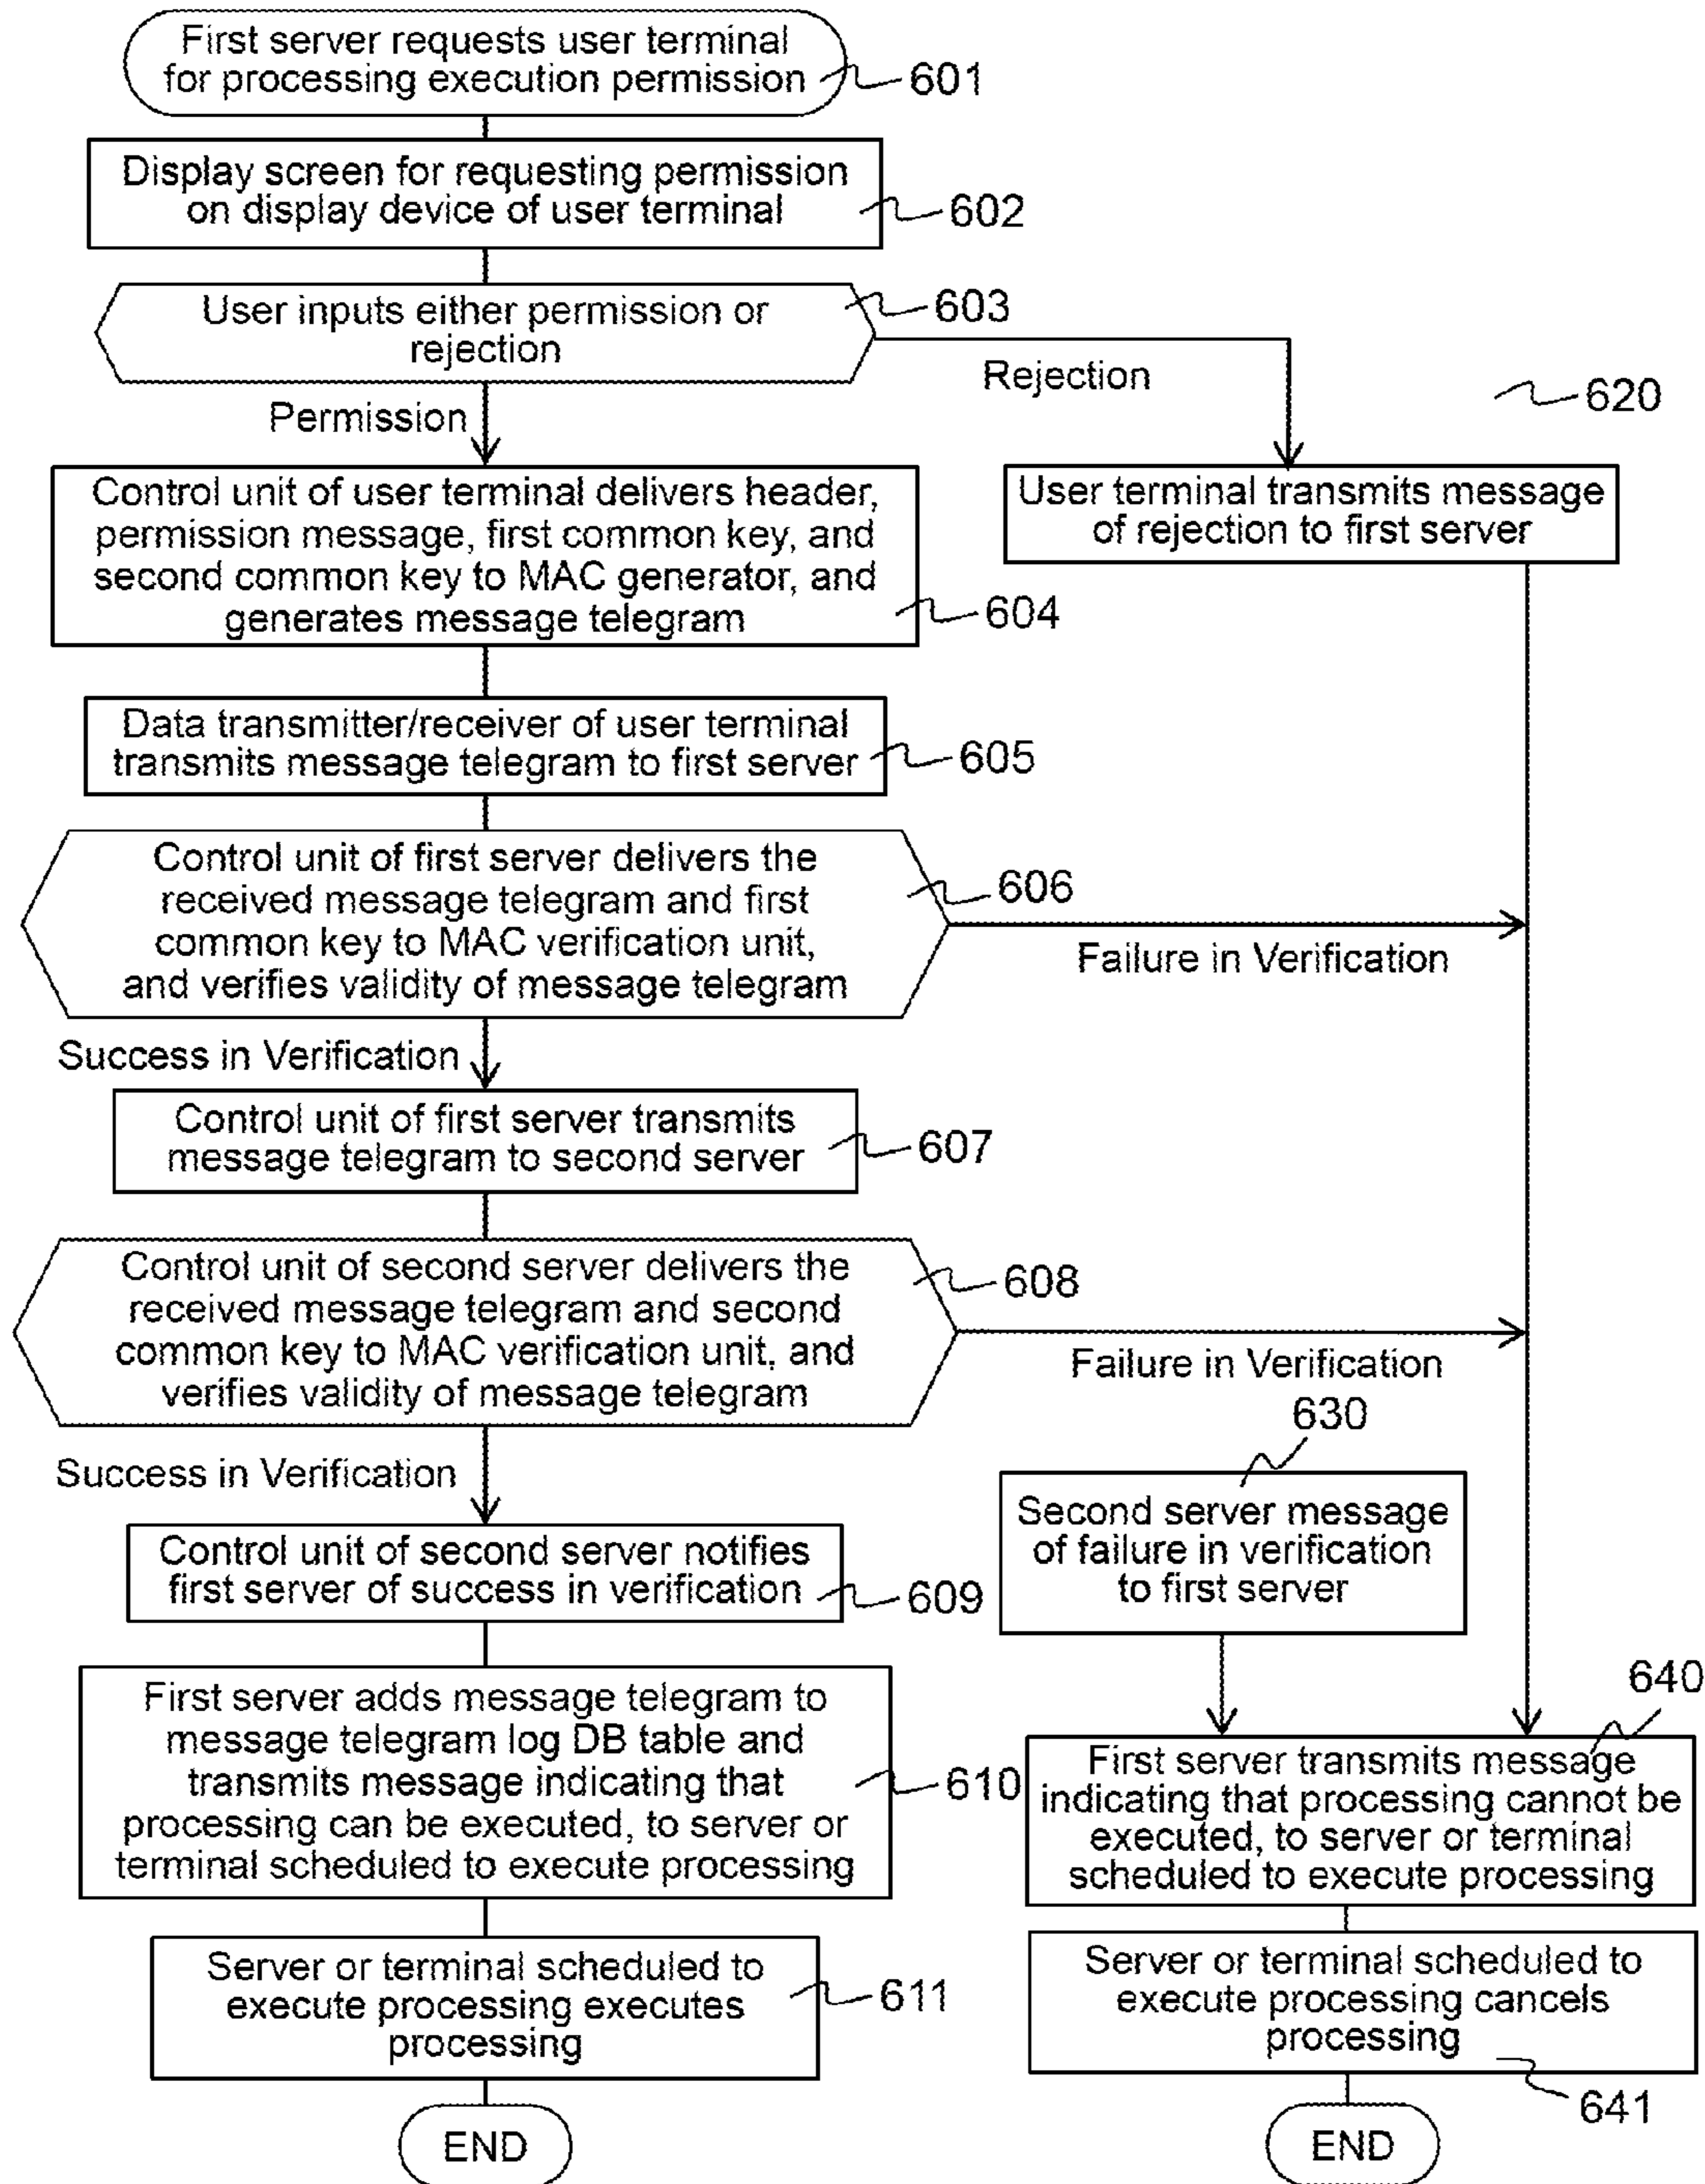 First server requests user terminal
for processing execution permission
601
Display screen for requesting permission
on display device of user terminal
602
User inputs either permission or
rejection
603
Rejection
Permission
620
Control unit of user terminal delivers header,
permission message, first common key, and
second common key to MAC generator, and
generates message telegram
604
User terminal transmits message
of rejection to first server
Data transmitter/receiver of user terminal
transmits message telegram to first server
605
Control unit of first server delivers the
received message telegram and first
common key to MAC verification unit,
and verifies validity of message telegram
606
Failure in Verification
Success in Verification
Control unit of first server transmits
message telegram to second server
607
Control unit of second server delivers the
received message telegram and second
common key to MAC verification unit, and
verifies validity of message telegram
608
Failure in Verification
630
Success in Verification
Second server message
of failure in verification
to first server
Control unit of second server notifies
first server of success in verification
609
First server adds message telegram to
message telegram log DB table and
transmits message indicating that
processing can be executed, to server or
terminal scheduled to execute processing
610
640
First server transmits message
indicating that processing cannot be
executed, to server or terminal
scheduled to execute processing
Server or terminal scheduled to
execute processing executes
processing
611
Server or terminal scheduled to
execute processing cancels
processing
641
END
END